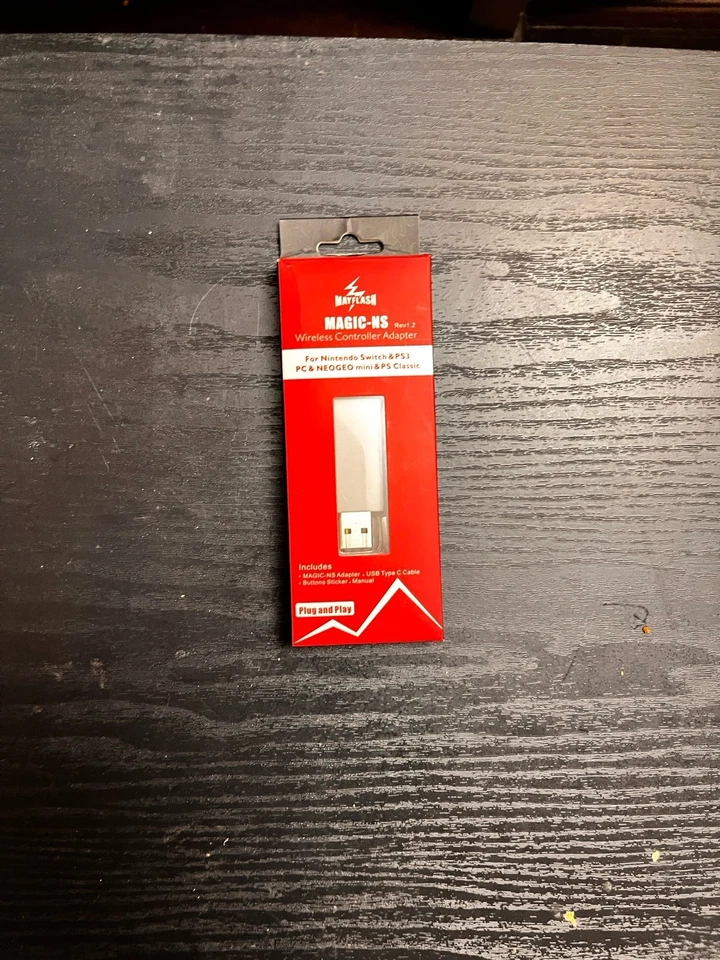 MAYFLASH
MAGIC-NS Rev1.2
Wireless Controller Adapter
For Nintendo Switch & PS3
PC & NEOGEO mini & PS Classic
Includes
- MAGIC-NS Adapter - USB Type C Cable
- Buttons Sticker - Manual
Plug and Play